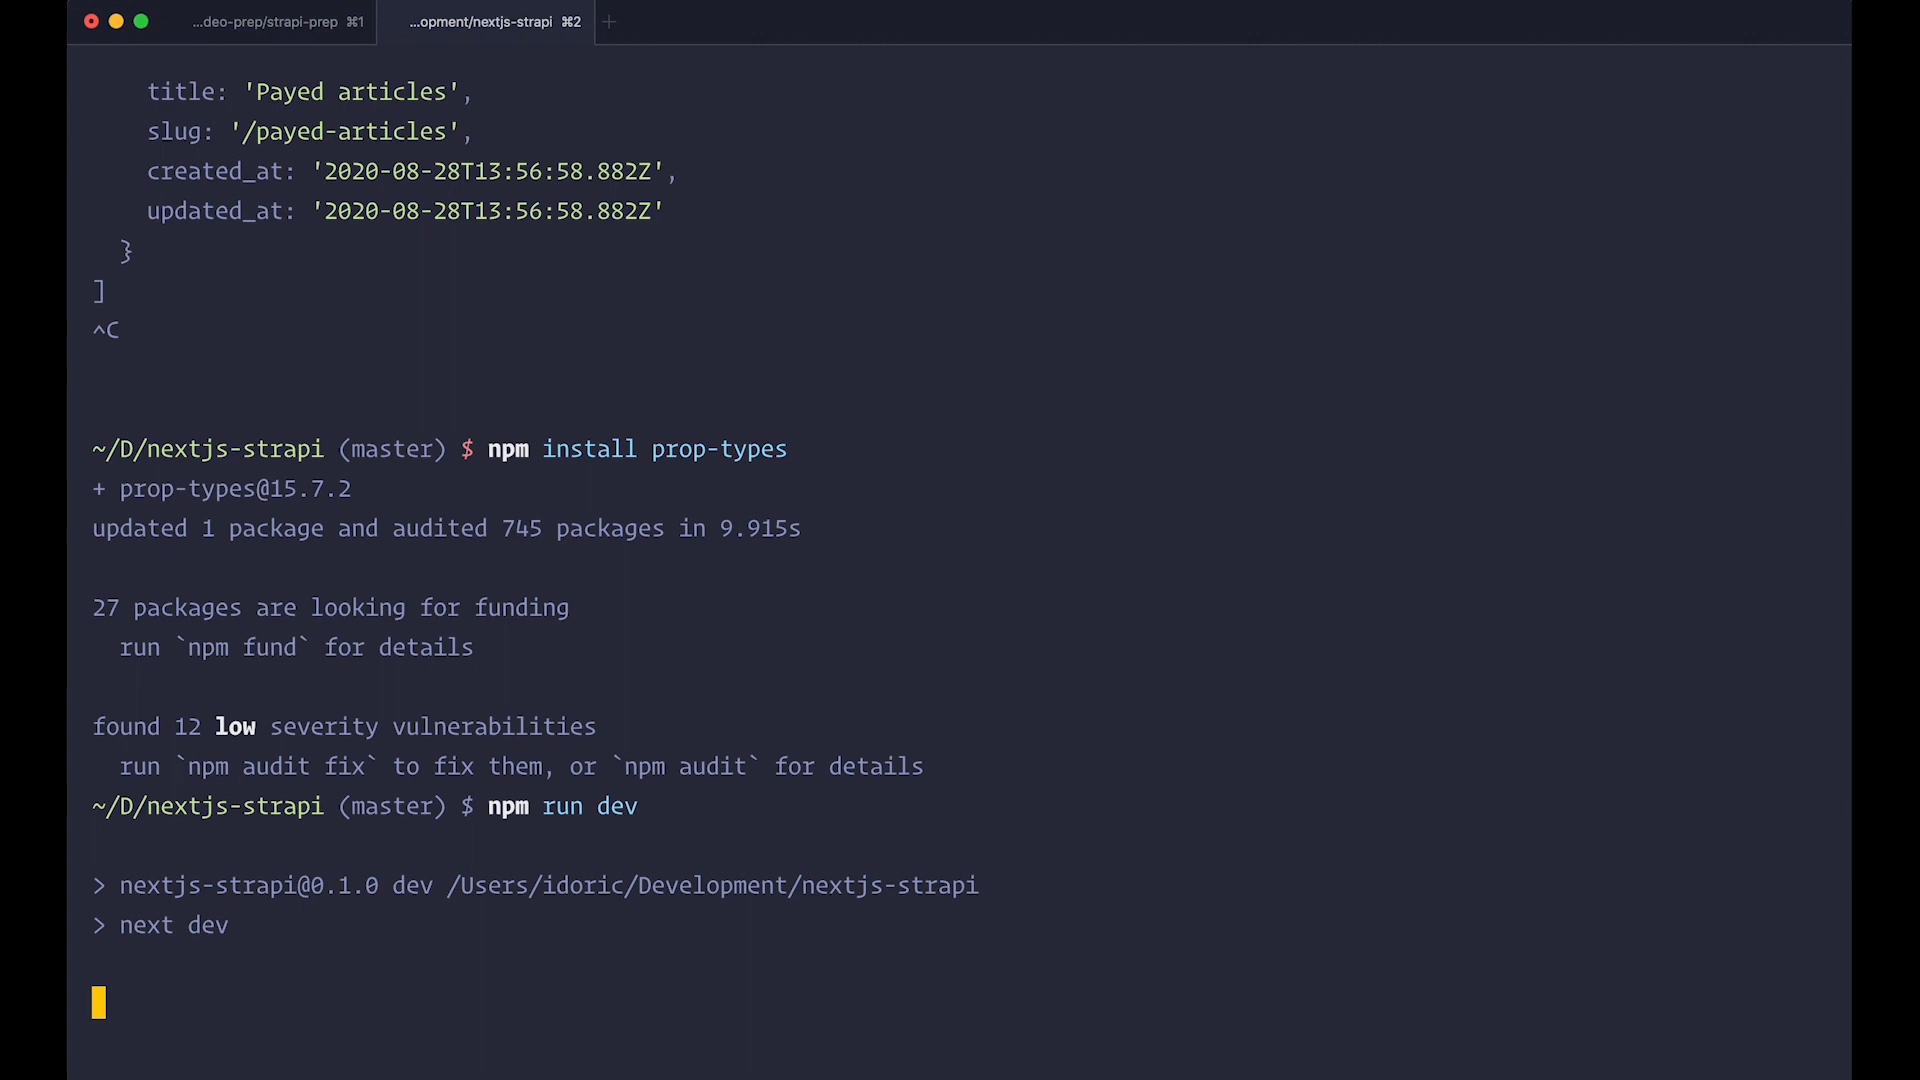 ...deo-prep/strapi-prep ⌘1
...opment/nextjs-strapi ⌘2
title: 'Payed articles',
slug: '/payed-articles',
created_at: '2020-08-28T13:56:58.882Z',
updated_at: '2020-08-28T13:56:58.882Z'
}
]
^C
~/D/nextjs-strapi (master) $ npm install prop-types
+ prop-types@15.7.2
updated 1 package and audited 745 packages in 9.915s
27 packages are looking for funding
run `npm fund` for details
found 12 low severity vulnerabilities
run `npm audit fix` to fix them, or `npm audit` for details
~/D/nextjs-strapi (master) $ npm run dev
> nextjs-strapi@0.1.0 dev /Users/idoric/Development/nextjs-strapi
> next dev